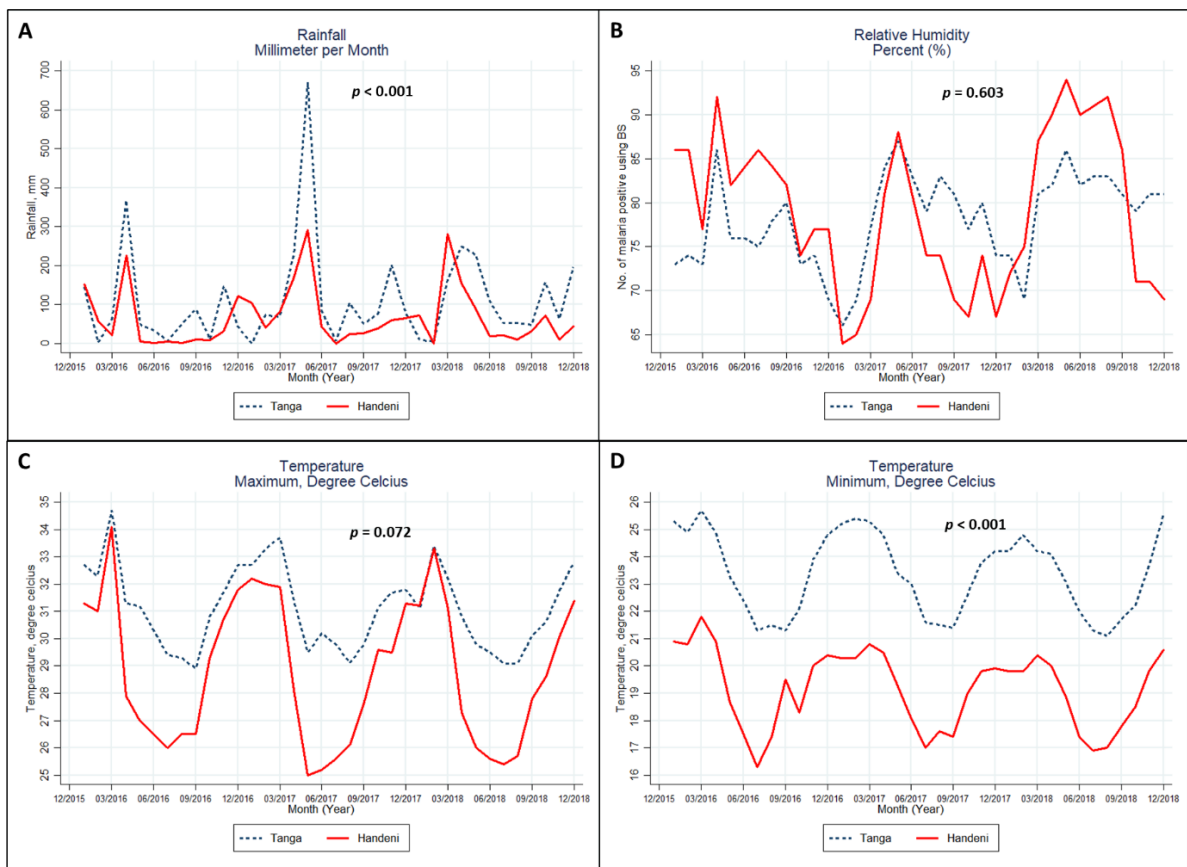 A
Rainfall
Millimeter per Month
p < 0.001
Rainfall, mm
700
600
500
400
300
200
100
0
12/2015 03/2016 06/2016 09/2016 12/2016 03/2017 06/2017 09/2017 12/2017 03/2018 06/2018 09/2018 12/2018
Month (Year)
Tanga Handeni
B
Relative Humidity
Percent (%)
p = 0.603
No. of malaria positive using BS
95
90
85
80
75
70
65
12/2015 03/2016 06/2016 09/2016 12/2016 03/2017 06/2017 09/2017 12/2017 03/2018 06/2018 09/2018 12/2018
Month (Year)
Tanga Handeni
C
Temperature
Maximum, Degree Celcius
p = 0.072
Temperature, degree celcius
35
34
33
32
31
30
29
28
27
26
25
12/2015 03/2016 06/2016 09/2016 12/2016 03/2017 06/2017 09/2017 12/2017 03/2018 06/2018 09/2018 12/2018
Month (Year)
Tanga Handeni
D
Temperature
Minimum, Degree Celcius
p < 0.001
Temperature, degree celcius
26
25
24
23
22
21
20
19
18
17
16
12/2015 03/2016 06/2016 09/2016 12/2016 03/2017 06/2017 09/2017 12/2017 03/2018 06/2018 09/2018 12/2018
Month (Year)
Tanga Handeni